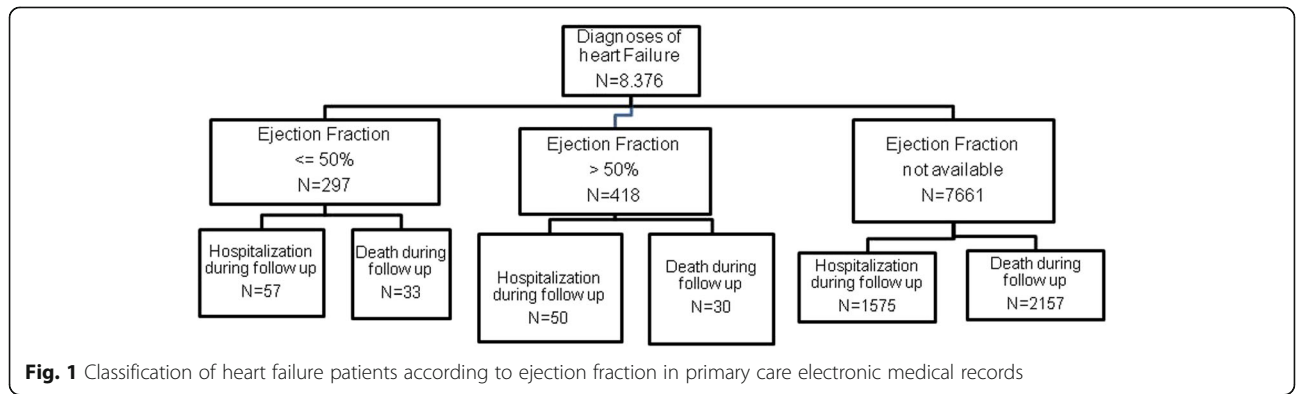 Diagnoses of
heart Failure
N=8.376
Ejection Fraction
<= 50%
N=297
Ejection Fraction
> 50%
N=418
Ejection Fraction
not available
N=7661
Hospitalization
during follow up
N=57
Death during
follow up
N=33
Hospitalization
during follow up
N=50
Death during
follow up
N=30
Hospitalization
during follow up
N=1575
Death during
follow up
N=2157
Fig. 1 Classification of heart failure patients according to ejection fraction in primary care electronic medical records